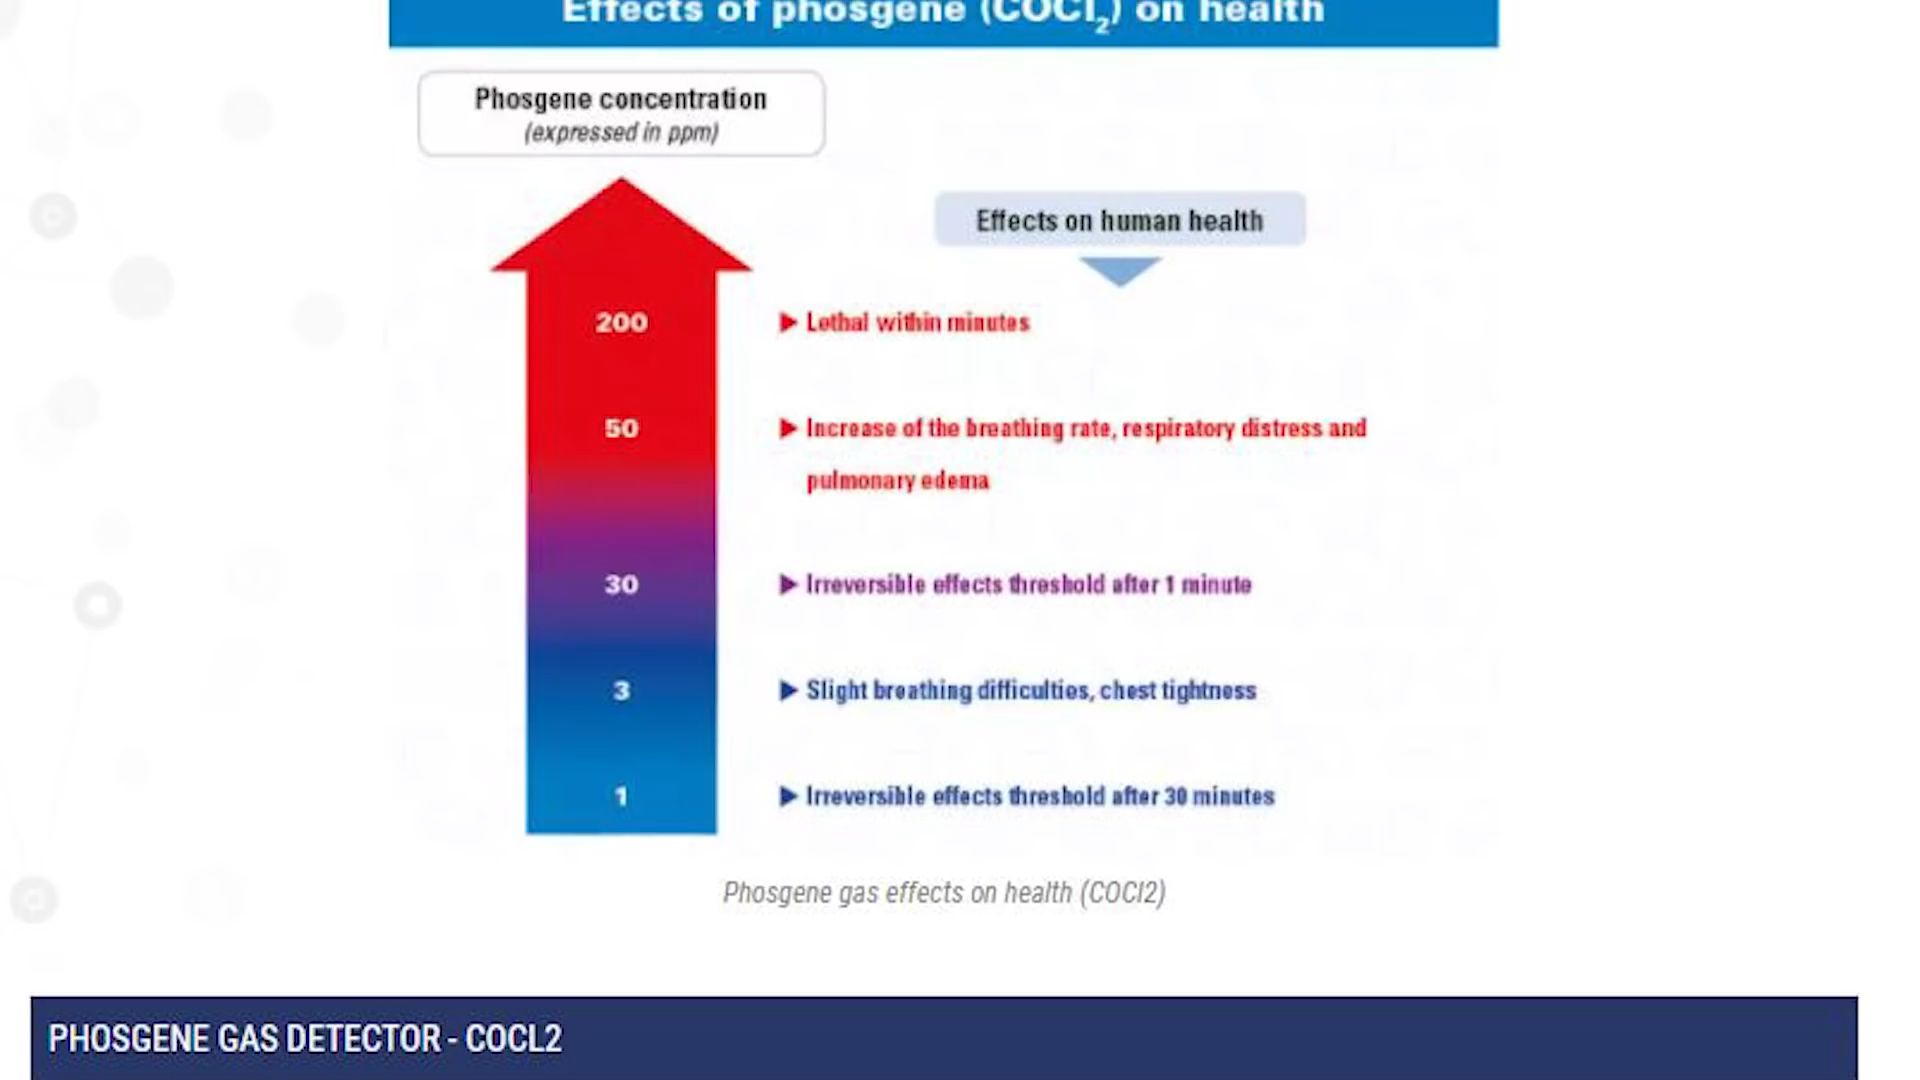 Effects of phosgene (COCl₂) on health
Phosgene concentration
(expressed in ppm)
Effects on human health
200
▶ Lethal within minutes
50
▶ Increase of the breathing rate, respiratory distress and
pulmonary edema
30
▶ Irreversible effects threshold after 1 minute
3
▶ Slight breathing difficulties, chest tightness
1
▶ Irreversible effects threshold after 30 minutes
Phosgene gas effects on health (COCl2)
PHOSGENE GAS DETECTOR - COCL2